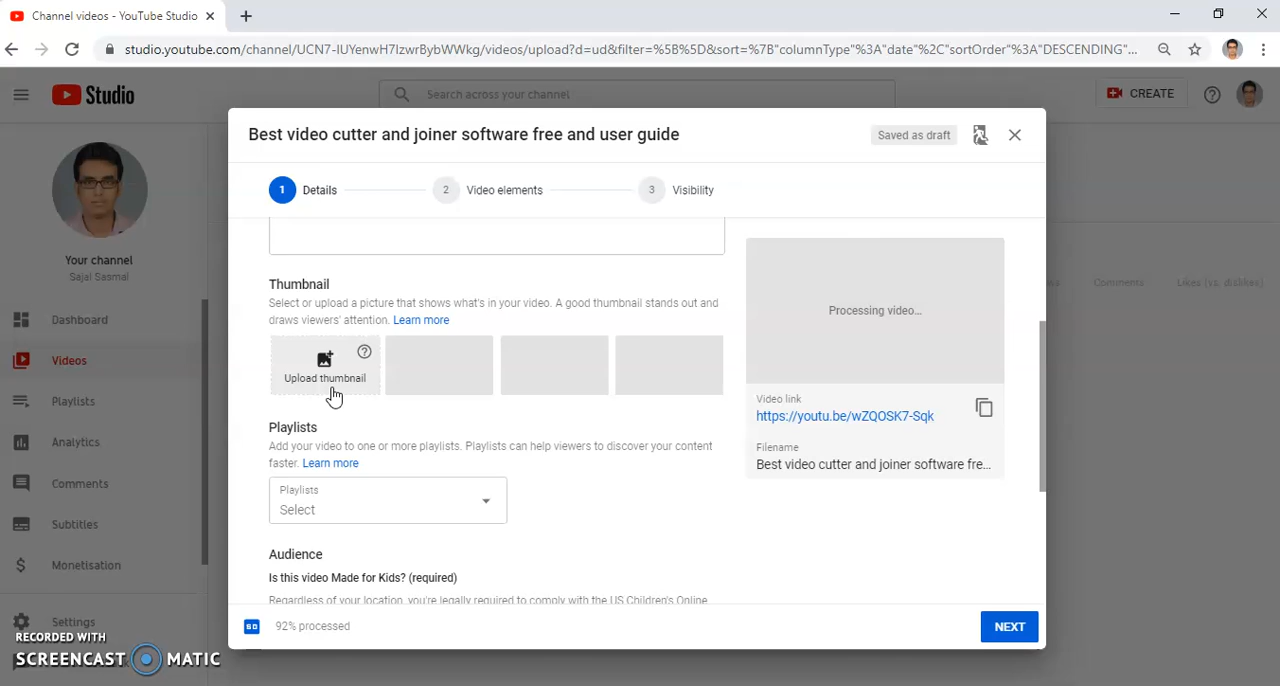 Channel videos - YouTube Studio
studio.youtube.com/channel/UCN7-IUYenwH7IzwrBybWWkg/videos/upload?d=ud&filter=%5B%5D&sort=%7B"columnType"%3A"date"%2C"sortOrder"%3A"DESCENDING"...
Studio
Search across your channel
CREATE
Best video cutter and joiner software free and user guide
Saved as draft
1 Details
2 Video elements
3 Visibility
Your channel
Sajal Sasmal
Dashboard
Videos
Playlists
Analytics
Comments
Subtitles
Monetisation
Settings
Comments
Likes (vs. dislikes)
Thumbnail
Select or upload a picture that shows what's in your video. A good thumbnail stands out and
draws viewers' attention. Learn more
Upload thumbnail
Playlists
Add your video to one or more playlists. Playlists can help viewers to discover your content
faster. Learn more
Playlists
Select
Audience
Is this video Made for Kids? (required)
Regardless of your location, you're legally required to comply with the US Children's Online
Processing video...
Video link
https://youtu.be/wZQOSK7-Sqk
Filename
Best video cutter and joiner software fre...
SD
92% processed
NEXT
RECORDED WITH
SCREENCAST MATIC